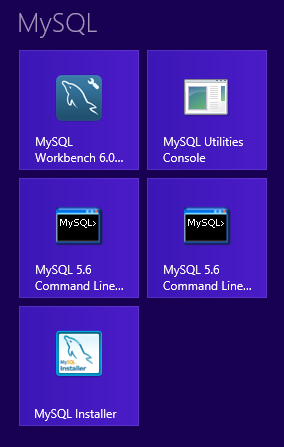 MySQL
MySQL
Workbench 6.0...
MySQL Utilities
Console
MySQL>
MySQL 5.6
Command Line...
MySQL>
MySQL 5.6
Command Line...
MySQL
Installer
MySQL Installer